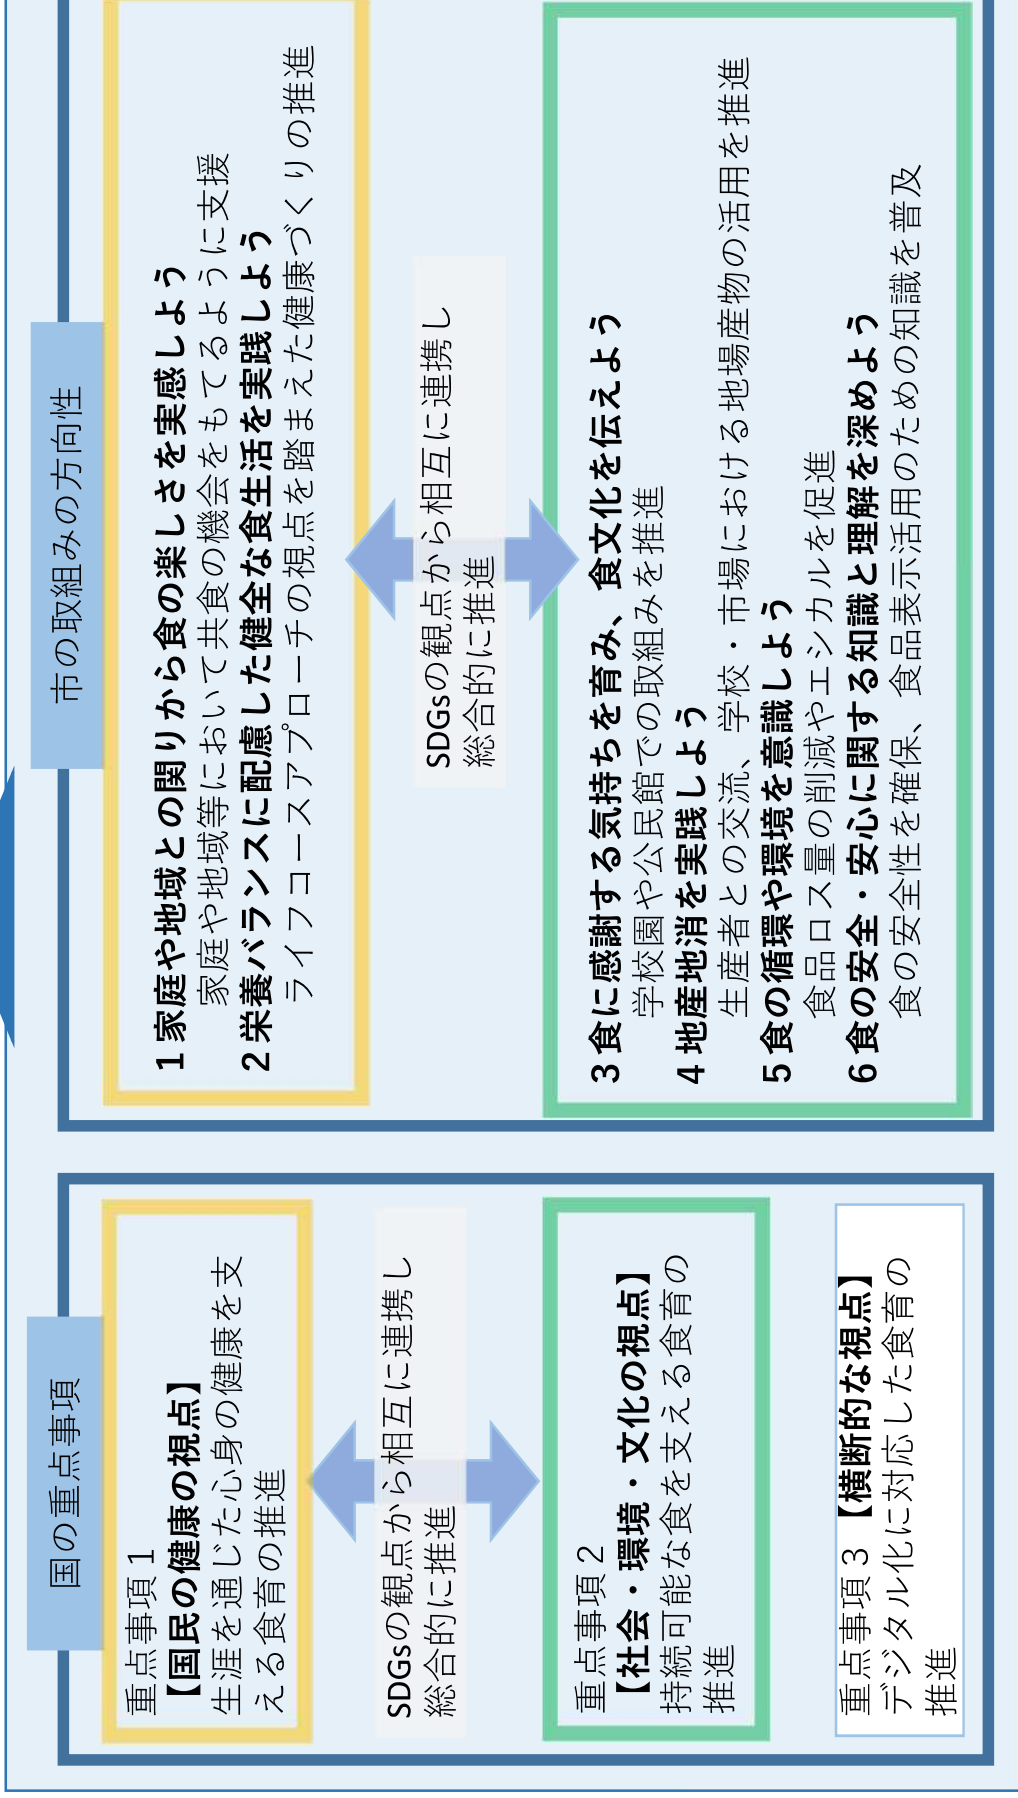 国の重点事項
重点事項１
【国民の健康の視点】
生涯を通じた心身の健康を支
える食育の推進
SDGsの観点から相互に連携し
総合的に推進
重点事項２
【社会・環境・文化の視点】
持続可能な食を支える食育の
推進
重点事項３【横断的な視点】
デジタル化に対応した食育の
推進
市の取組みの方向性
１家庭や地域との関りから食の楽しさを実感しよう
家庭や地域等において共食の機会をもてるように支援
２栄養バランスに配慮した健全な食生活を実践しよう
ライフコースアプローチの視点を踏まえた健康づくりの推進
SDGsの観点から相互に連携し
総合的に推進
３食に感謝する気持ちを育み、食文化を伝えよう
学校園や公民館での取組みを推進
４地産地消を実践しよう
生産者との交流、学校・市場における地場産物の活用を推進
５食の循環や環境を意識しよう
食品ロス量の削減やエシカルを促進
６食の安全・安心に関する知識と理解を深めよう
食の安全性を確保、食品表示活用のための知識を普及